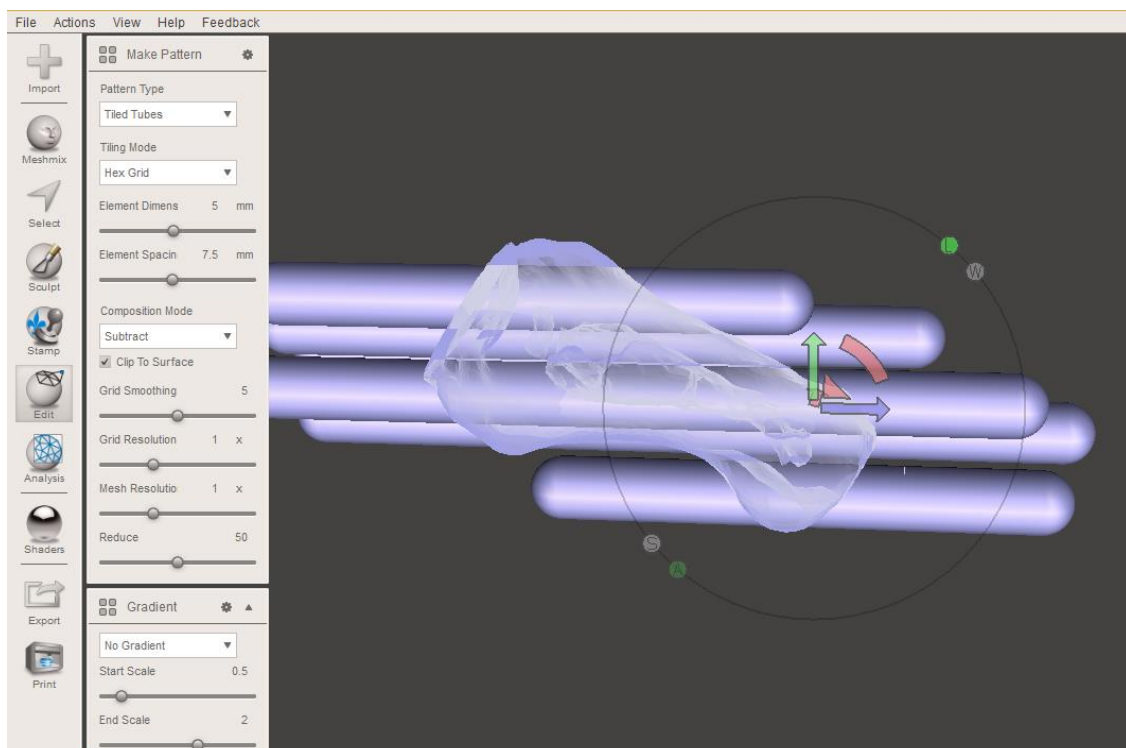 File Actions View Help Feedback
Import
Meshmix
Select
Sculpt
Stamp
Edit
Analysis
Shaders
Export
Print
Make Pattern
Pattern Type
Tiled Tubes
Tiling Mode
Hex Grid
Element Dimens 5 mm
Element Spacin 7.5 mm
Composition Mode
Subtract
Clip To Surface
Grid Smoothing 5
Grid Resolution 1 x
Mesh Resolutio 1 x
Reduce 50
Gradient
No Gradient
Start Scale 0.5
End Scale 2
L
W
S
A